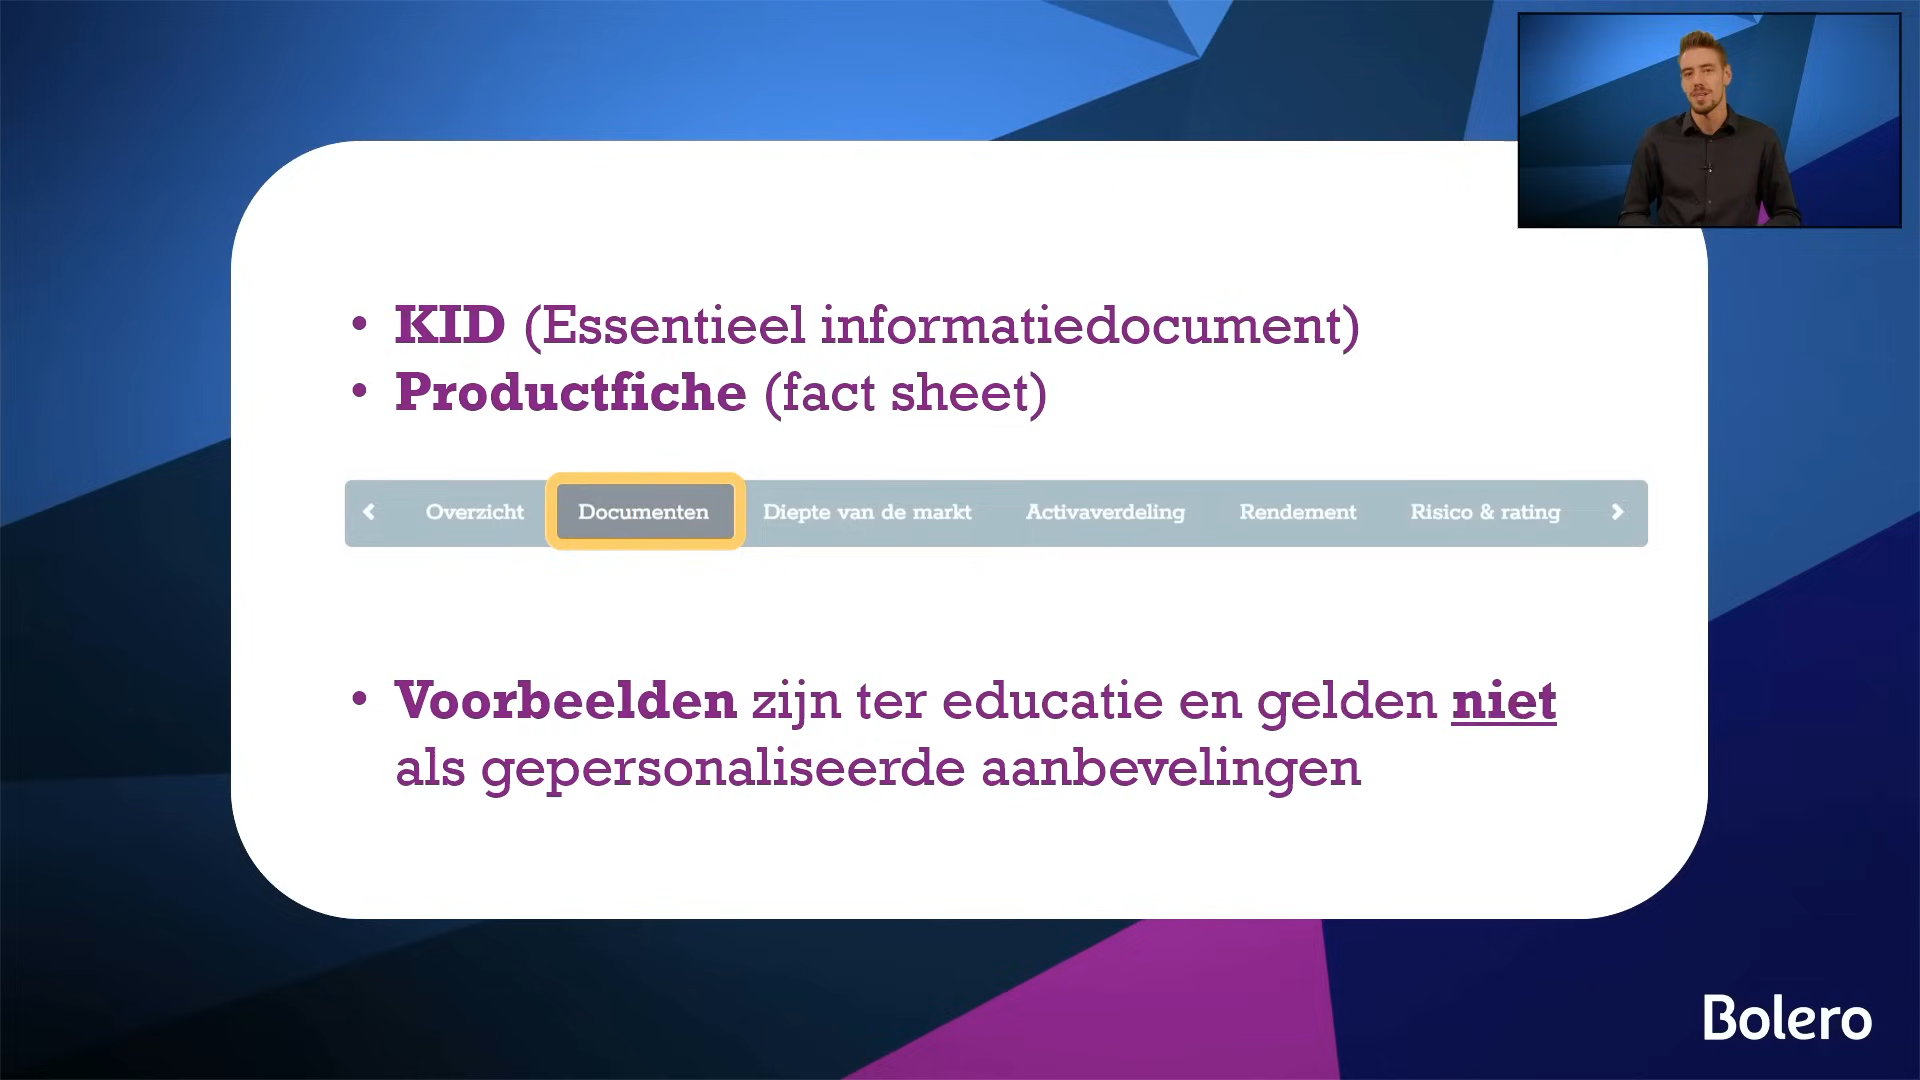 • KID (Essentieel informatiedocument)
• Productfiche (fact sheet)
Overzicht Documenten Diepte van de markt Activaverdeling Rendement Risico & rating
• Voorbeelden zijn ter educatie en gelden niet
als gepersonaliseerde aanbevelingen
Bolero